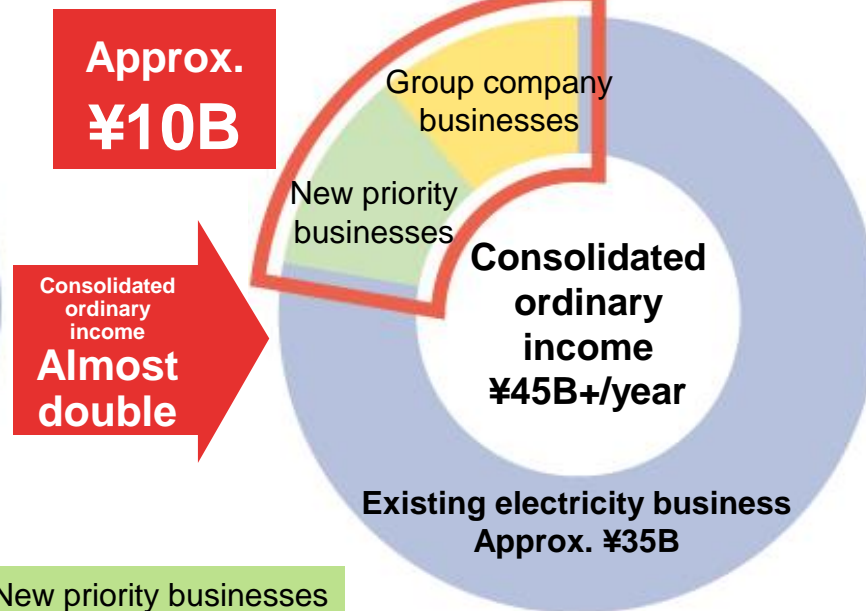 Approx.
¥10B
Group company
businesses
New priority
businesses
Consolidated
ordinary
income
Almost
double
Consolidated
ordinary
income
¥45B+/year
Existing electricity business
Approx. ¥35B
New priority businesses